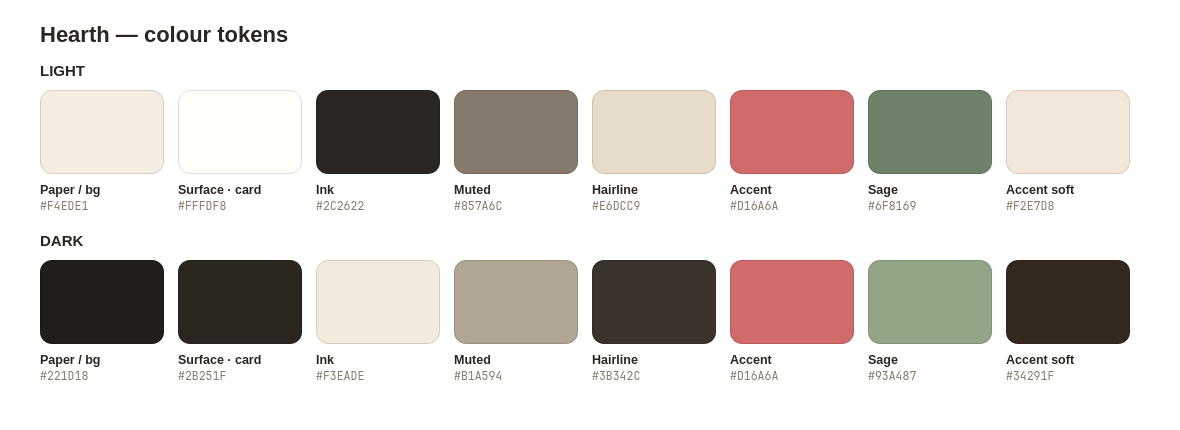 Hearth — colour tokens
LIGHT
Paper / bg Surface · card Ink Muted Hairline Accent Sage Accent soft
#F4EDE1 #FFFDF8 #2C2622 #857A6C #E6DCC9 #D16A6A #6F8169 #F2E7D8
DARK
Paper / bg Surface · card Ink Muted Hairline Accent Sage Accent soft
#221D18 #2B251F #F3EADE #B1A594 #3B342C #D16A6A #93A487 #34291F